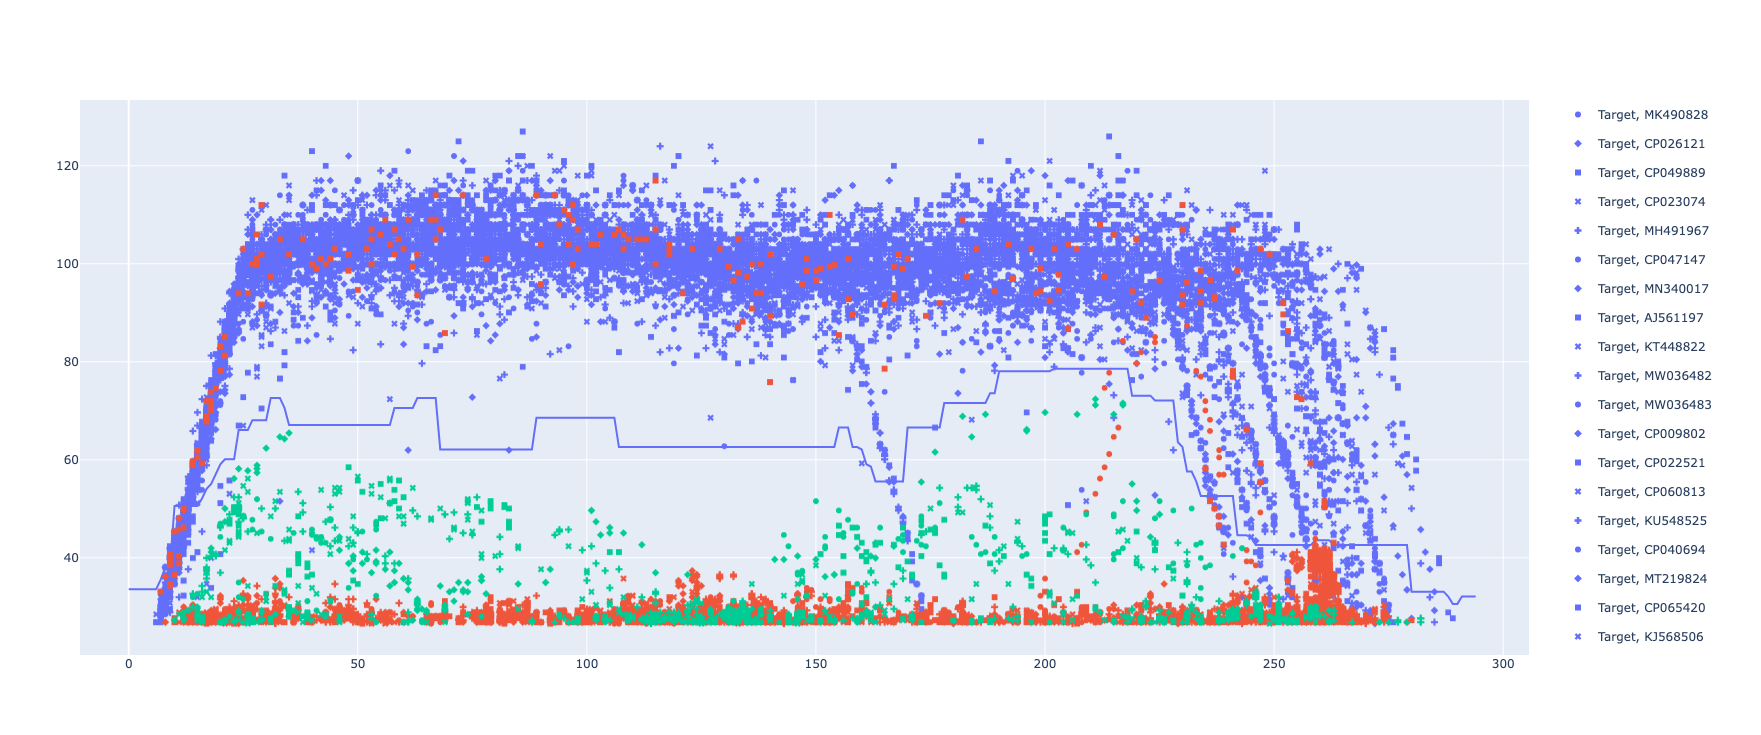 120
100
80
60
40
0 50 100 150 200 250 300
Target, MK490828
Target, CP026121
Target, CP049889
Target, CP023074
Target, MH491967
Target, CP047147
Target, MN340017
Target, AJ561197
Target, KT448822
Target, MW036482
Target, MW036483
Target, CP009802
Target, CP022521
Target, CP060813
Target, KU548525
Target, CP040694
Target, MT219824
Target, CP065420
Target, KJ568506